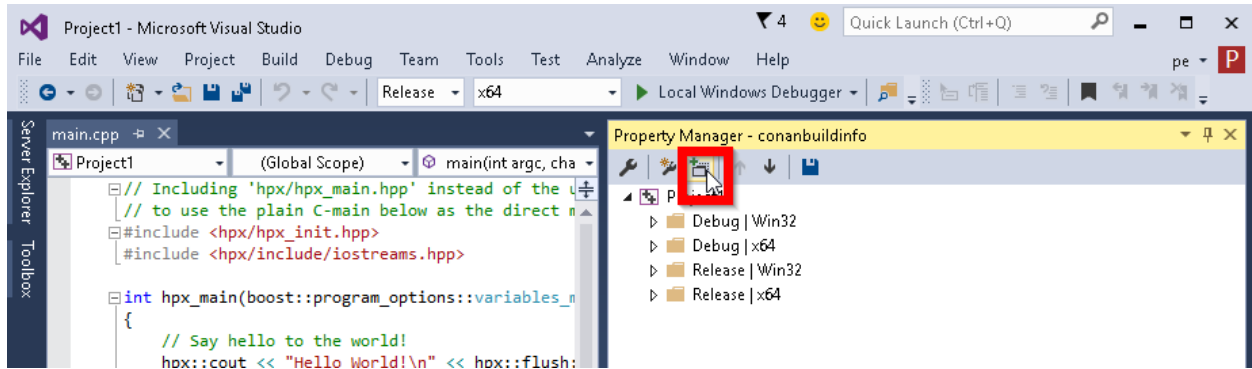 Project1 - Microsoft Visual Studio
4
Quick Launch (Ctrl+Q)
File Edit View Project Build Debug Team Tools Test Analyze Window Help
pe P
Release x64 Local Windows Debugger
Server Explorer
Toolbox
main.cpp
Project1 (Global Scope) main(int argc, cha
// Including 'hpx/hpx_main.hpp' instead of the
// to use the plain C-main below as the direct
#include <hpx/hpx_init.hpp>
#include <hpx/include/iostreams.hpp>
int hpx_main(boost::program_options::variables_m
{
// Say hello to the world!
hpx::cout << "Hello World!\n" << hpx::flush;
Property Manager - conanbuildinfo
Debug | Win32
Debug | x64
Release | Win32
Release | x64